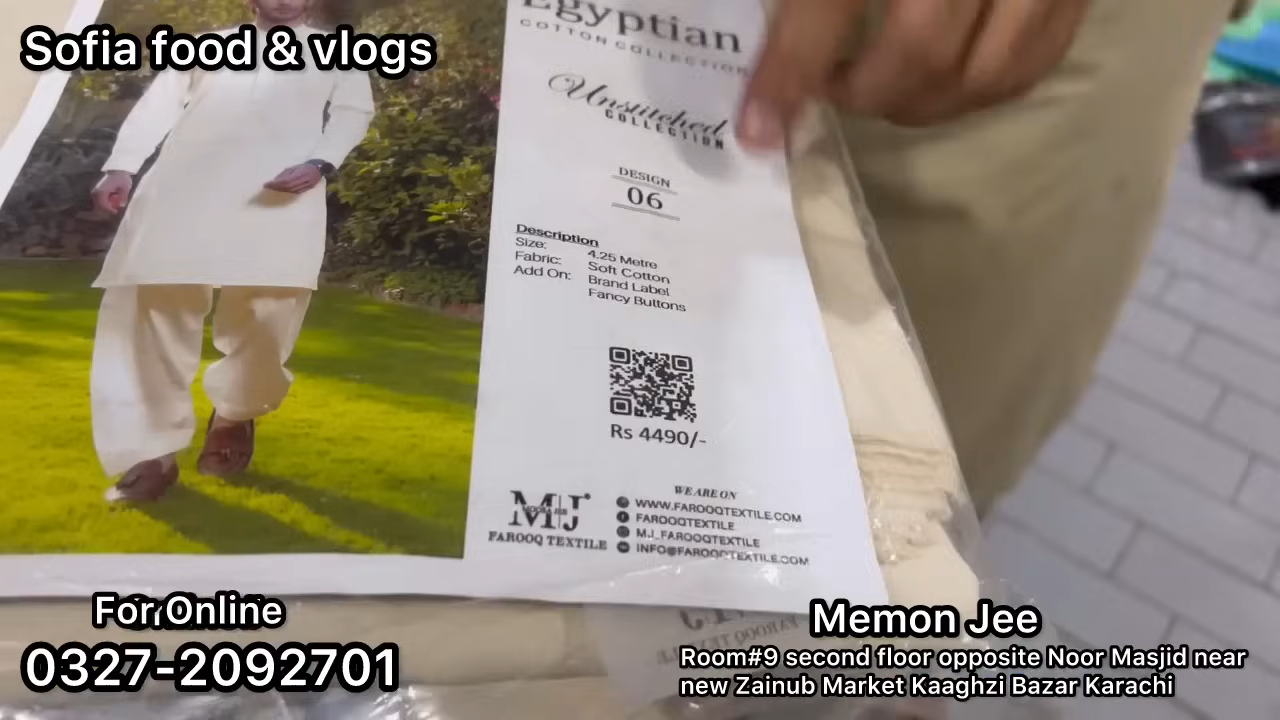 Sofia food & vlogs
Egyptian
COTTON COLLECTION
Unstitched
COLLECTION
DESIGN
06
Description
Size: 4.25 Metre
Fabric: Soft Cotton
Add On: Brand Label
Fancy Buttons
Rs 4490/-
MJ
FAROOQ TEXTILE
WE ARE ON
WWW.FAROOQTEXTILE.COM
FAROOQTEXTILE
M.J_FAROOQTEXTILE
INFO@FAROOQTEXTILE.COM
For Online
0327-2092701
Memon Jee
Room#9 second floor opposite Noor Masjid near
new Zainub Market Kaaghzi Bazar Karachi